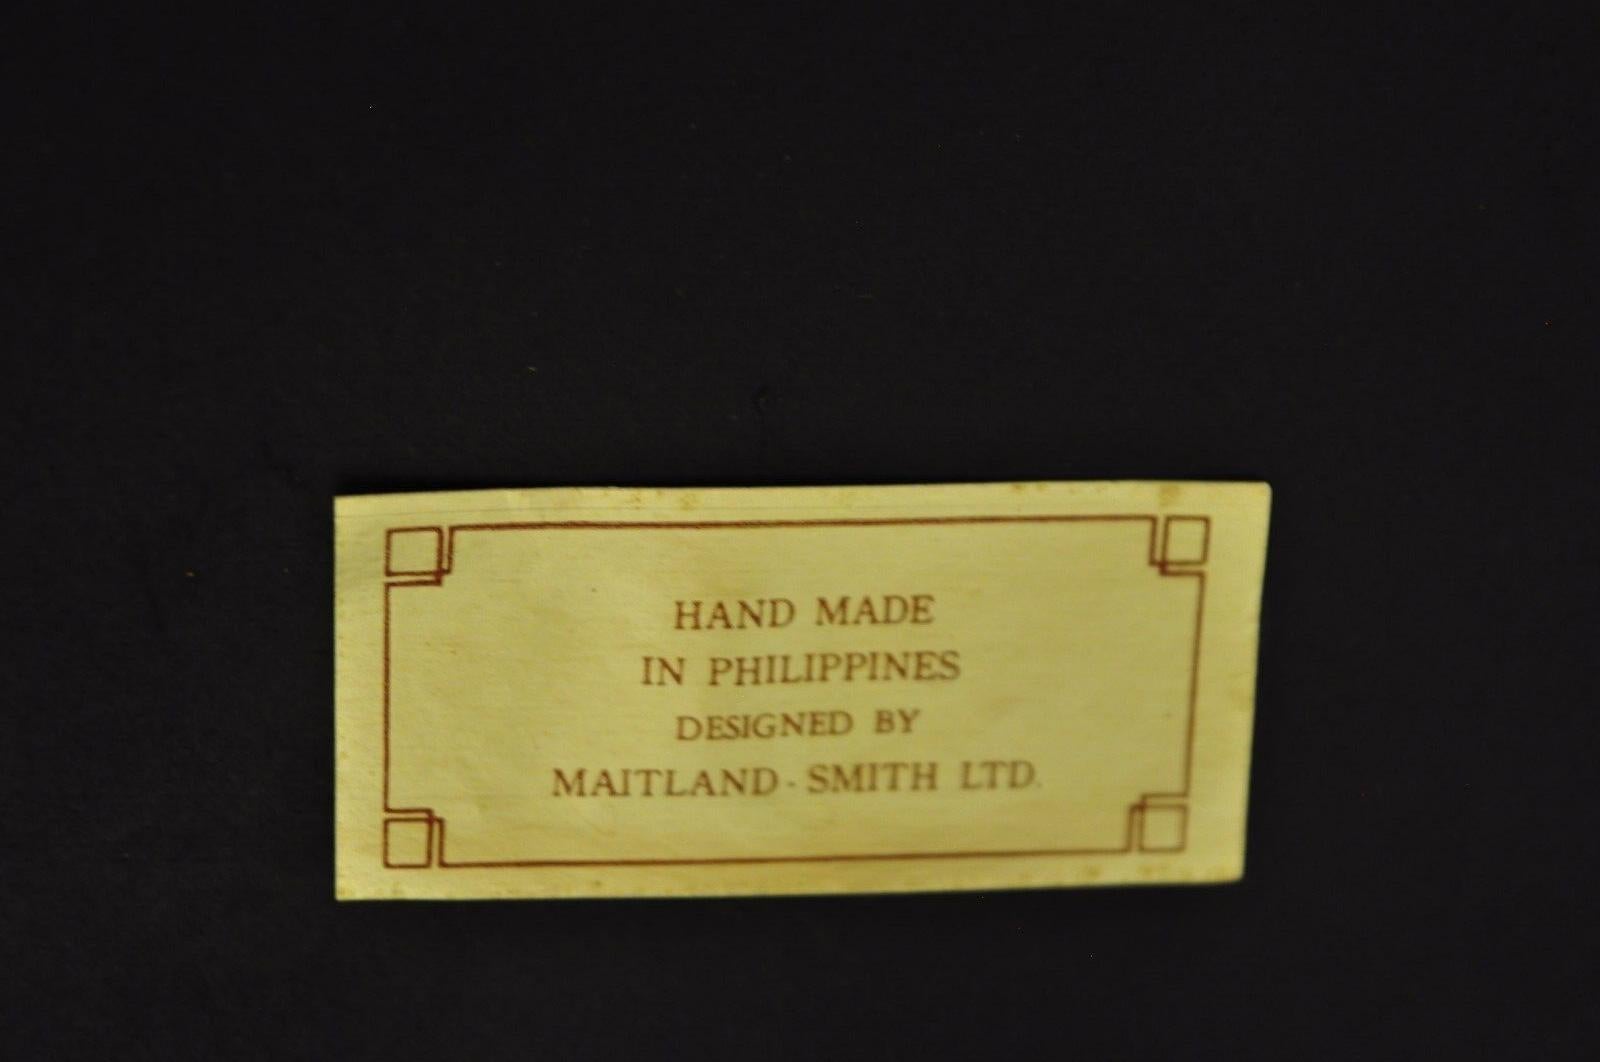 HAND MADE
IN PHILIPPINES
DESIGNED BY
MAITLAND-SMITH LTD.